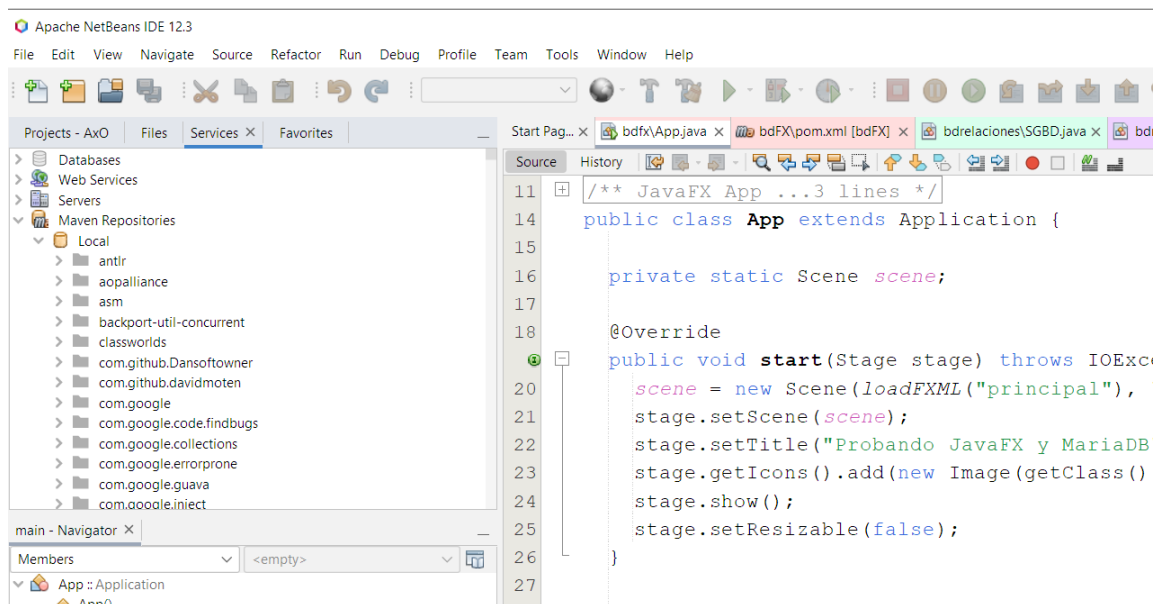 Apache NetBeans IDE 12.3
File Edit View Navigate Source Refactor Run Debug Profile Team Tools Window Help
Projects - AxO Files Services × Favorites
Start Pag... × bdfx\App.java × bdFX\pom.xml [bdFX] × bdrelaciones\SGBD.java ×
Source History
Databases
Web Services
Servers
Maven Repositories
Local
antlr
aopalliance
asm
backport-util-concurrent
classworlds
com.github.Dansoftowner
com.github.davidmoten
com.google
com.google.code.findbugs
com.google.collections
com.google.errorprone
com.google.guava
com.google.inject
main - Navigator ×
Members <empty>
App :: Application
App()
11 /** JavaFX App ...3 lines */
14 public class App extends Application {
15
16 private static Scene scene;
17
18 @Override
public void start(Stage stage) throws IOExce
20 scene = new Scene(loadFXML("principal"),
21 stage.setScene(scene);
22 stage.setTitle("Probando JavaFX y MariaDB
23 stage.getIcons().add(new Image(getClass()
24 stage.show();
25 stage.setResizable(false);
26 }
27